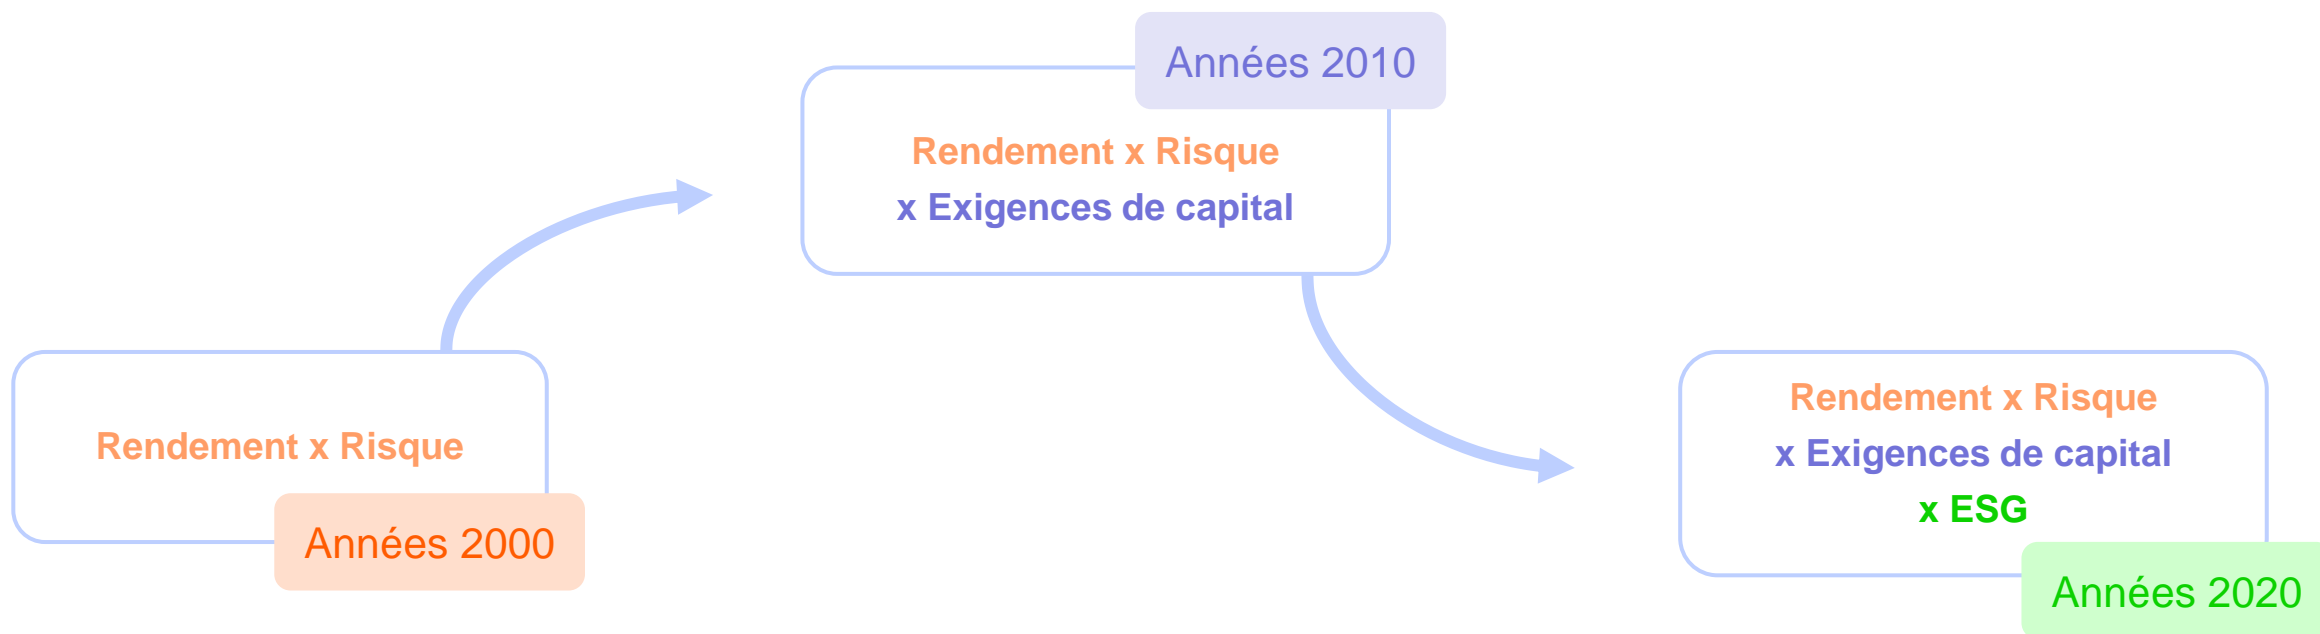 Rendement x Risque
Années 2000
Années 2010
Rendement x Risque
x Exigences de capital
Rendement x Risque
x Exigences de capital
x ESG
Années 2020